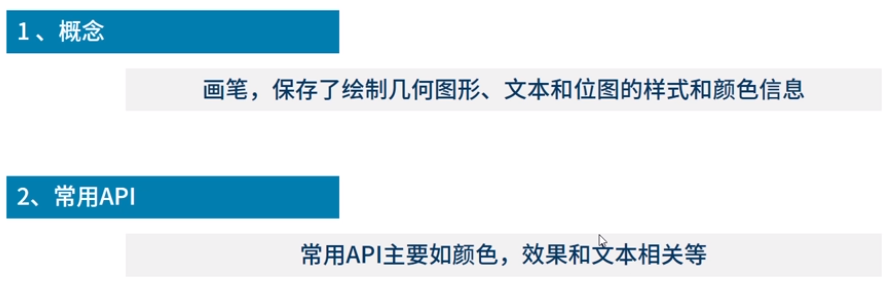 1 、概念
画笔，保存了绘制几何图形、文本和位图的样式和颜色信息
2、常用API
常用API主要如颜色，效果和文本相关等